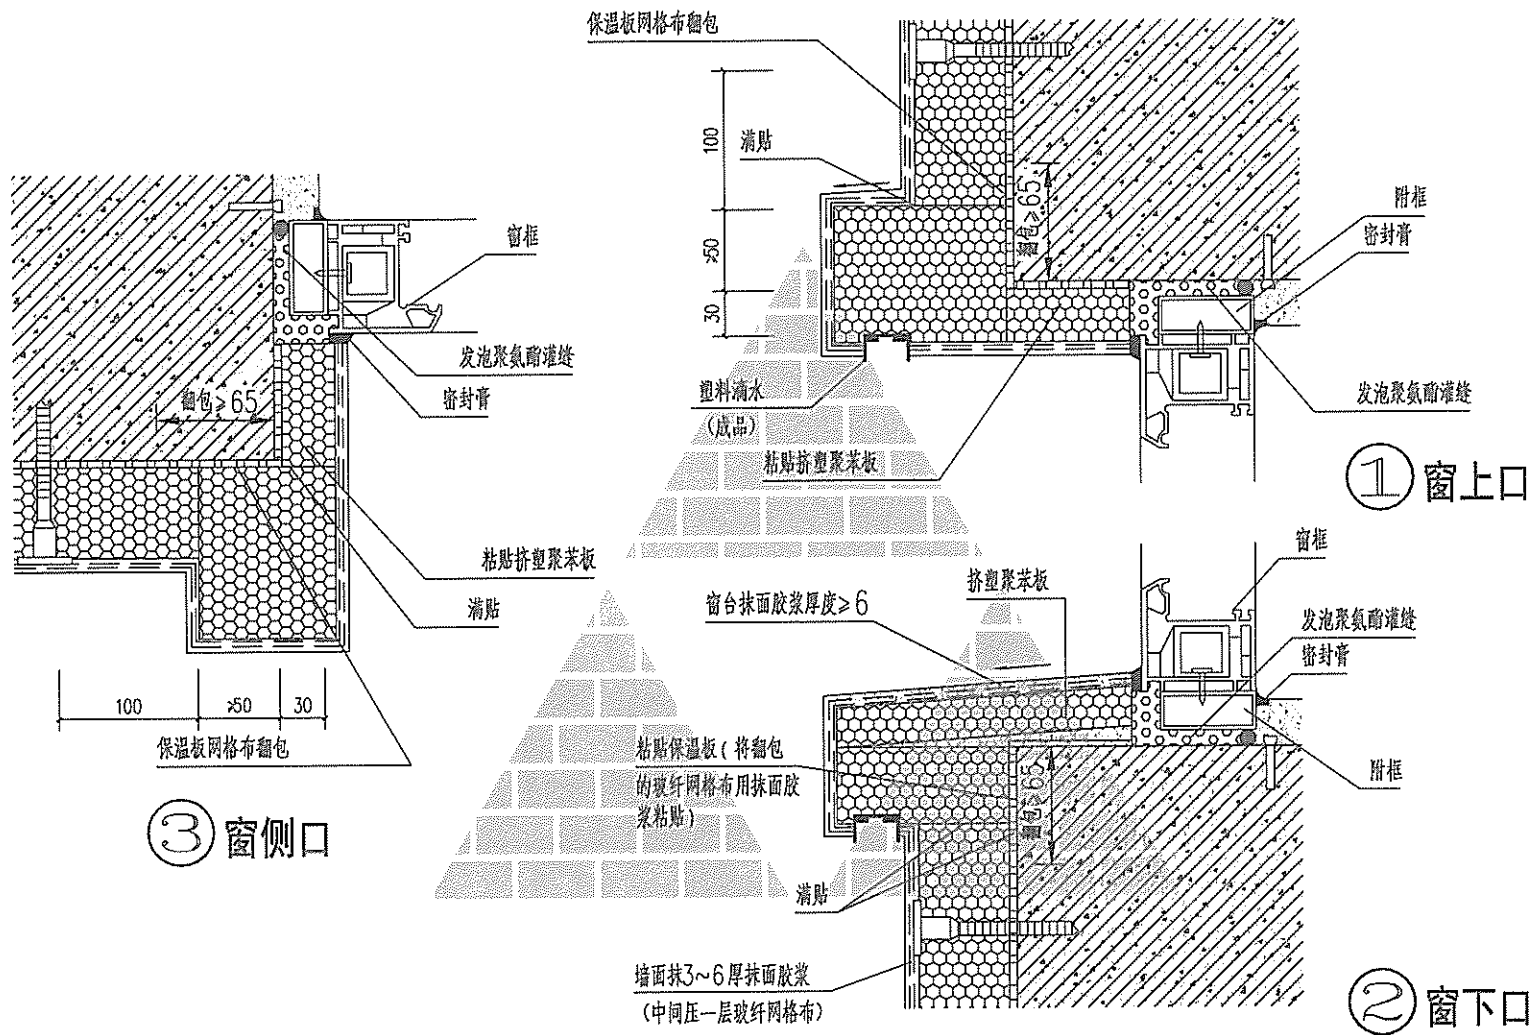 保温板网格布翻包
100
满贴
≥50
30
翻包≥65
附框
密封膏
塑料滴水
(成品)
粘贴挤塑聚苯板
发泡聚氨酯灌缝
① 窗上口
窗框
发泡聚氨酯灌缝
密封膏
翻包≥65
粘贴挤塑聚苯板
满贴
100
≥50
30
保温板网格布翻包
③ 窗侧口
窗台抹面胶浆厚度≥6
挤塑聚苯板
窗框
发泡聚氨酯灌缝
密封膏
粘贴保温板(将翻包
的玻纤网格布用抹面胶
浆粘贴)
翻包≥65
附框
满贴
墙面抹3~6厚抹面胶浆
(中间压一层玻纤网格布)
② 窗下口